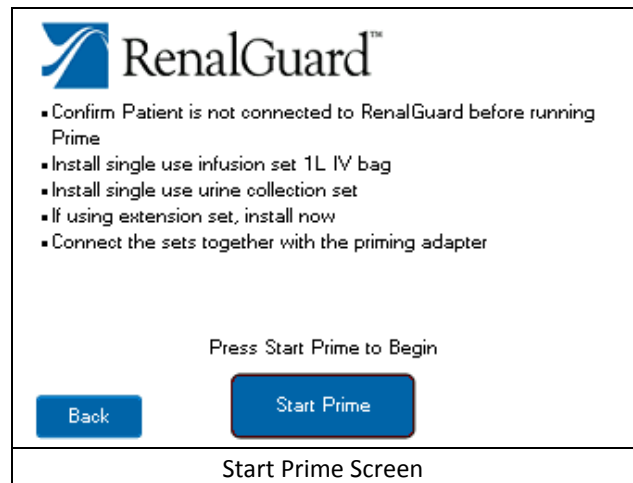 RenalGuard™
▪ Confirm Patient is not connected to RenalGuard before running
Prime
▪ Install single use infusion set 1L IV bag
▪ Install single use urine collection set
▪ If using extension set, install now
▪ Connect the sets together with the priming adapter
Press Start Prime to Begin
Back
Start Prime
Start Prime Screen